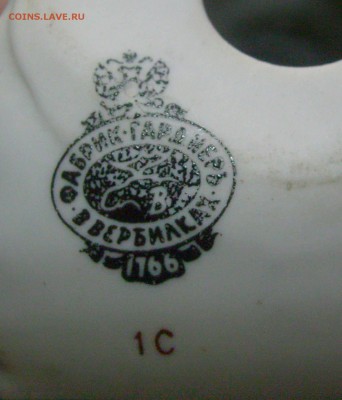 COINS.LAVE.RU
ФАБРИК·ГАРДНЕРЪ
В ВЕРБИЛКАХ
В
1766
1С